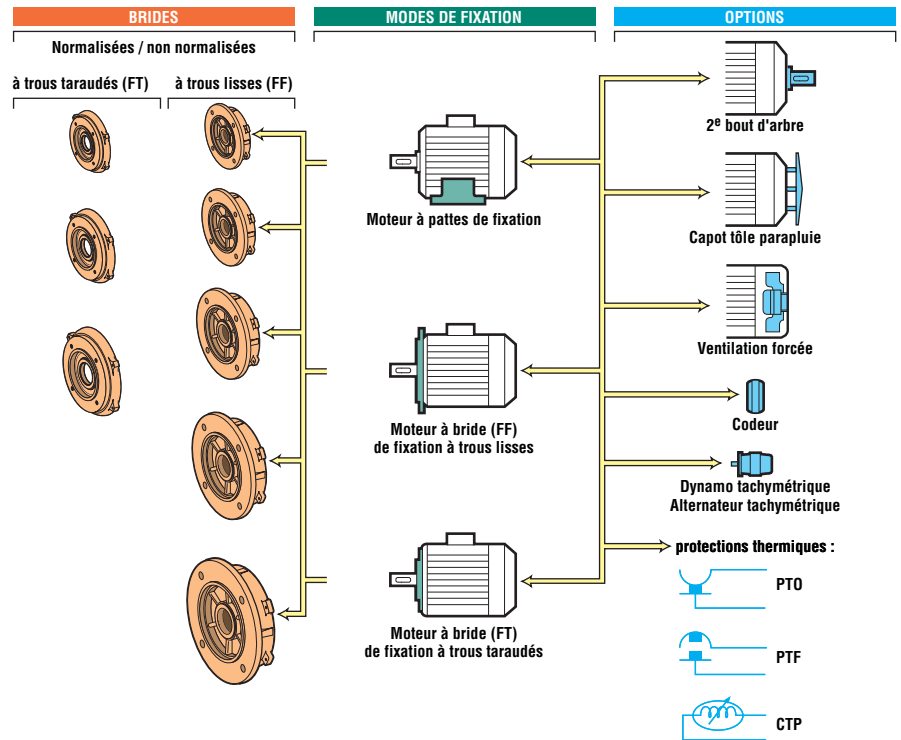 BRIDES
Normalisées / non normalisées
à trous taraudés (FT)
à trous lisses (FF)
MODES DE FIXATION
Moteur à pattes de fixation
Moteur à bride (FF)
de fixation à trous lisses
Moteur à bride (FT)
de fixation à trous taraudés
OPTIONS
2e bout d'arbre
Capot tôle parapluie
Ventilation forcée
Codeur
Dynamo tachymétrique
Alternateur tachymétrique
protections thermiques :
PTO
PTF
CTP